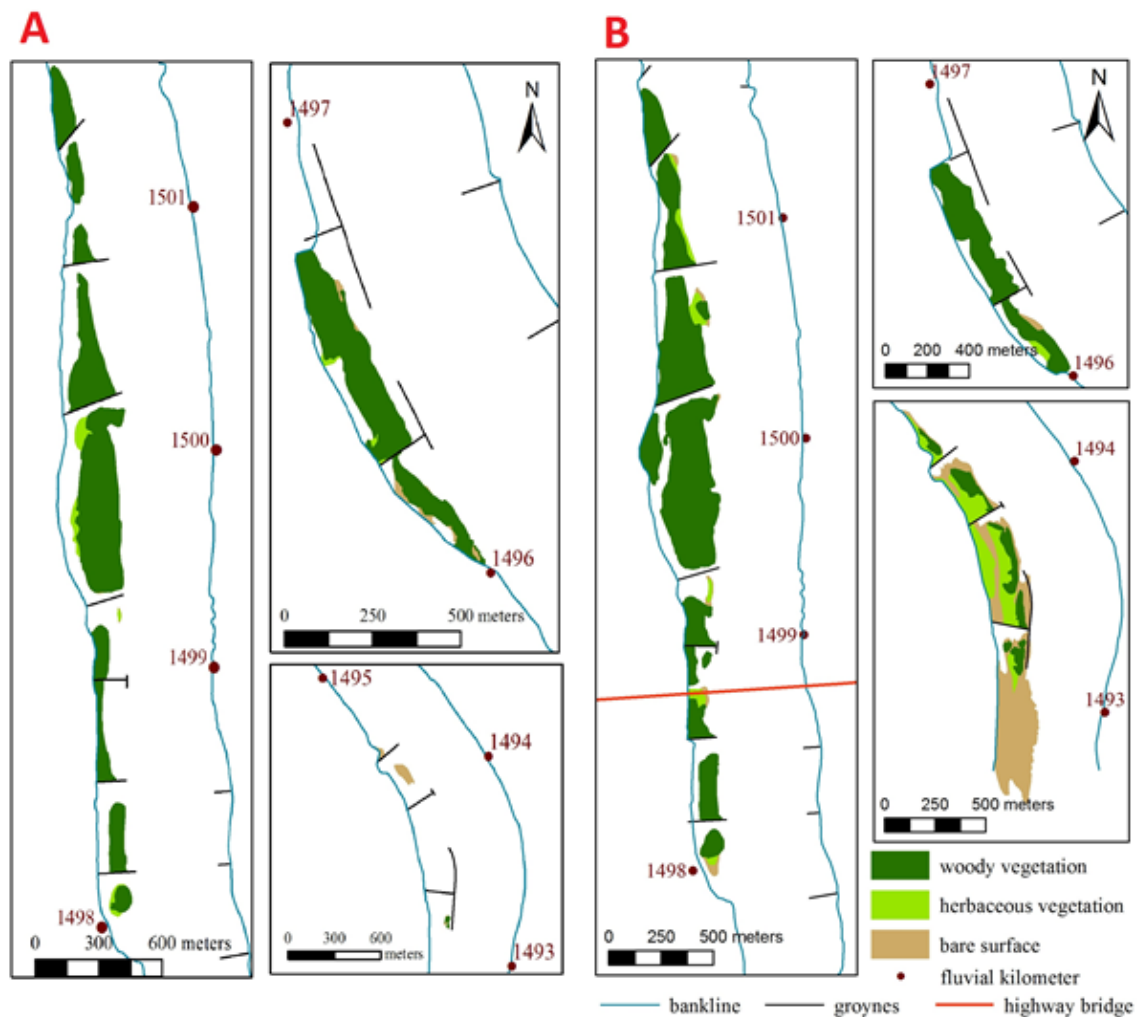 A
B
1501
1500
1499
1498
0 300 600 meters
N
1497
1496
0 250 500 meters
1495
1494
1493
0 300 600 meters
1501
1500
1499
1498
0 250 500 meters
N
1497
0 200 400 meters
1496
1494
1493
0 250 500 meters
woody vegetation
herbaceous vegetation
bare surface
fluvial kilometer
bankline groynes highway bridge